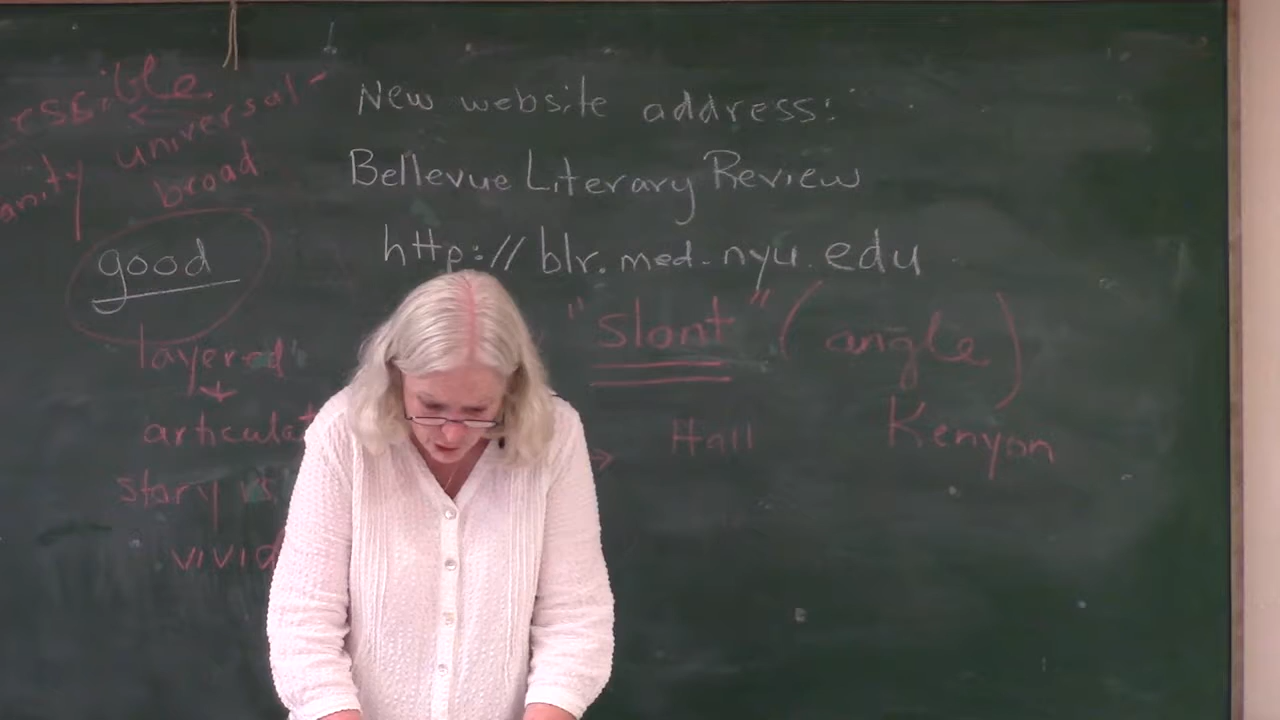 New website address:
Bellevue Literary Review
http://blr.med.nyu.edu
universal
broad
good
layered
story vs
vivid
"Slant" (angle)
Hall
Kenyon